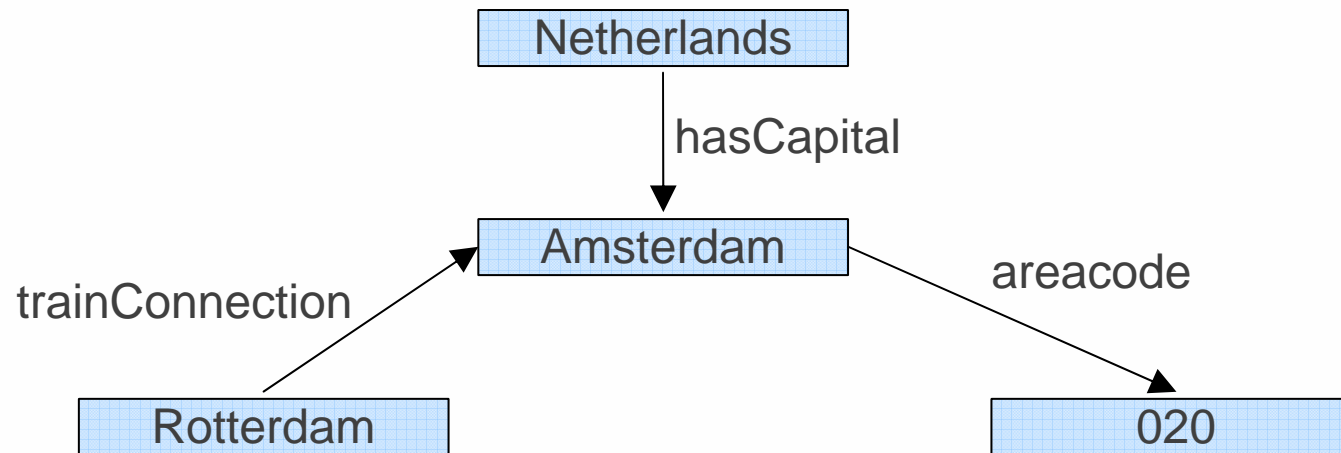 Netherlands
hasCapital
Amsterdam
areacode
trainConnection
Rotterdam
020